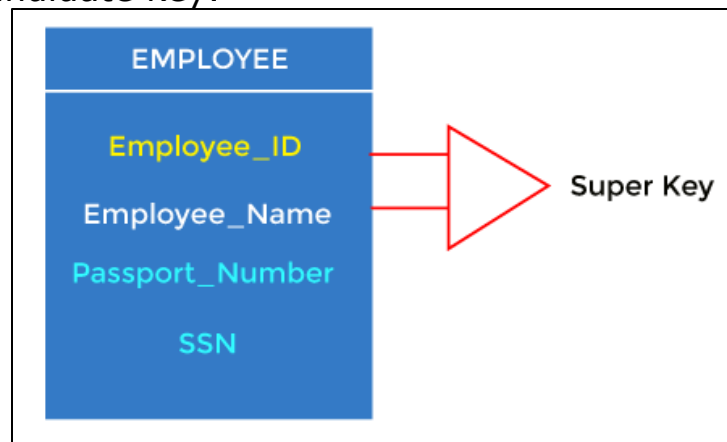 EMPLOYEE
Employee_ID
Employee_Name
Super Key
Passport_Number
SSN